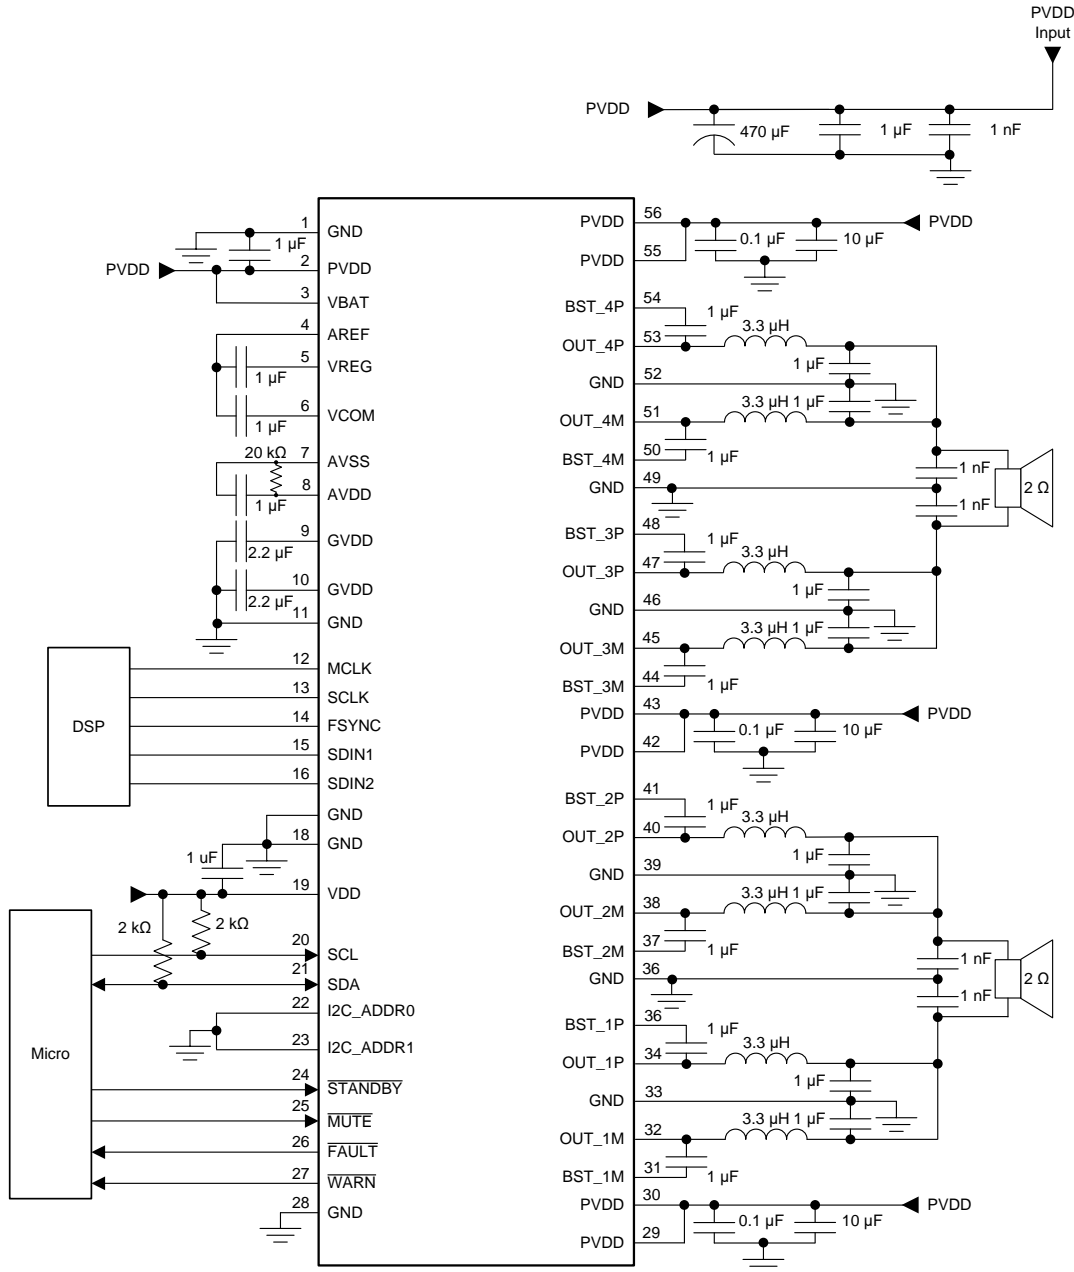 PVDD
Input
PVDD
470 µF
1 µF
1 nF
1
GND
1 µF
2
PVDD
PVDD
3
VBAT
4
AREF
5
VREG
1 µF
6
VCOM
1 µF
7
AVSS
20 kΩ
8
AVDD
1 µF
9
GVDD
2.2 µF
10
GVDD
2.2 µF
11
GND
DSP
12
MCLK
13
SCLK
14
FSYNC
15
SDIN1
16
SDIN2
GND
18
GND
1 uF
19
VDD
2 kΩ
2 kΩ
Micro
20
SCL
21
SDA
22
I2C_ADDR0
23
I2C_ADDR1
24
STANDBY
25
MUTE
26
FAULT
27
WARN
28
GND
PVDD
56
PVDD
0.1 µF
10 µF
PVDD
55
BST_4P
54
1 µF
3.3 µH
OUT_4P
53
1 µF
GND
52
3.3 µH
1 µF
OUT_4M
51
BST_4M
50
1 µF
GND
49
1 nF
2 Ω
1 nF
BST_3P
48
1 µF
3.3 µH
OUT_3P
47
1 µF
GND
46
3.3 µH
1 µF
OUT_3M
45
BST_3M
44
1 µF
PVDD
43
PVDD
0.1 µF
10 µF
PVDD
42
BST_2P
41
1 µF
3.3 µH
OUT_2P
40
1 µF
GND
39
3.3 µH
1 µF
OUT_2M
38
BST_2M
37
1 µF
GND
36
1 nF
2 Ω
1 nF
BST_1P
36
1 µF
3.3 µH
OUT_1P
34
1 µF
GND
33
3.3 µH
1 µF
OUT_1M
32
BST_1M
31
1 µF
PVDD
30
PVDD
0.1 µF
10 µF
PVDD
29